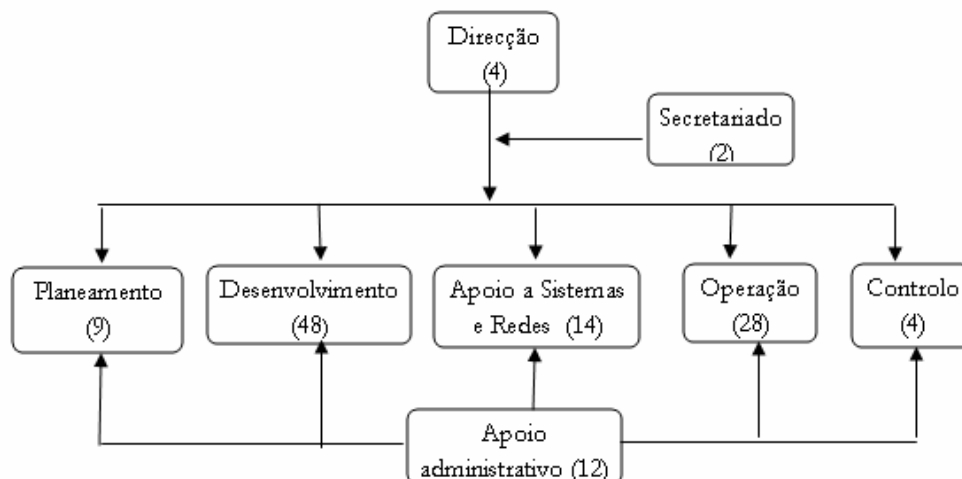 Direcção
(4)
Secretariado
(2)
Planeamento
(9)
Desenvolvimento
(48)
Apoio a Sistemas
e Redes (14)
Operação
(28)
Controlo
(4)
Apoio
administrativo (12)